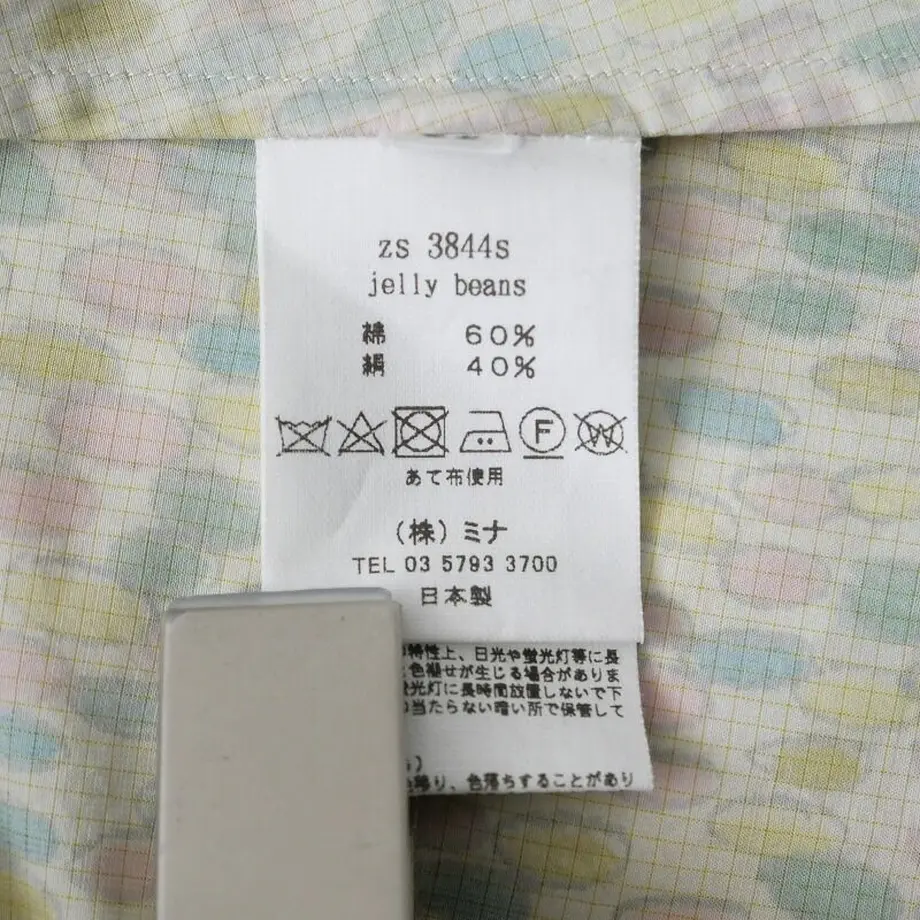 zs 3844s
jelly beans
綿 60%
絹 40%
F W
あて布使用
(株)ミナ
TEL 03 5793 3700
日本製
特性上、日光や蛍光灯等に長
色褪せが生じる場合がありま
蛍光灯に長時間放置しないで下
当たらない暗い所で保管して
)
移り、色落ちすることがあり